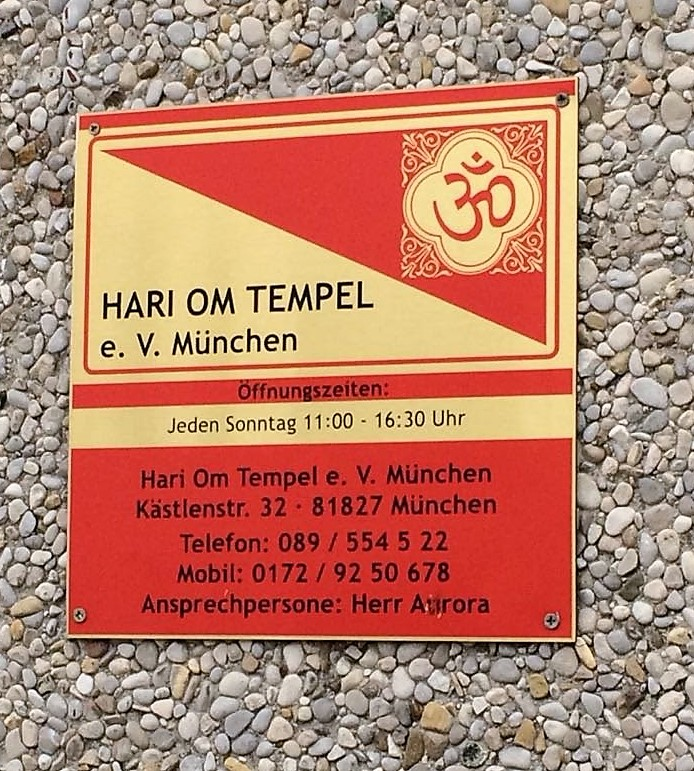 ॐ
HARI OM TEMPEL
e. V. München
Öffnungszeiten:
Jeden Sonntag 11:00 - 16:30 Uhr
Hari Om Tempel e. V. München
Kästlenstr. 32 · 81827 München
Telefon: 089 / 554 5 22
Mobil: 0172 / 92 50 678
Ansprechpersone: Herr Aurora